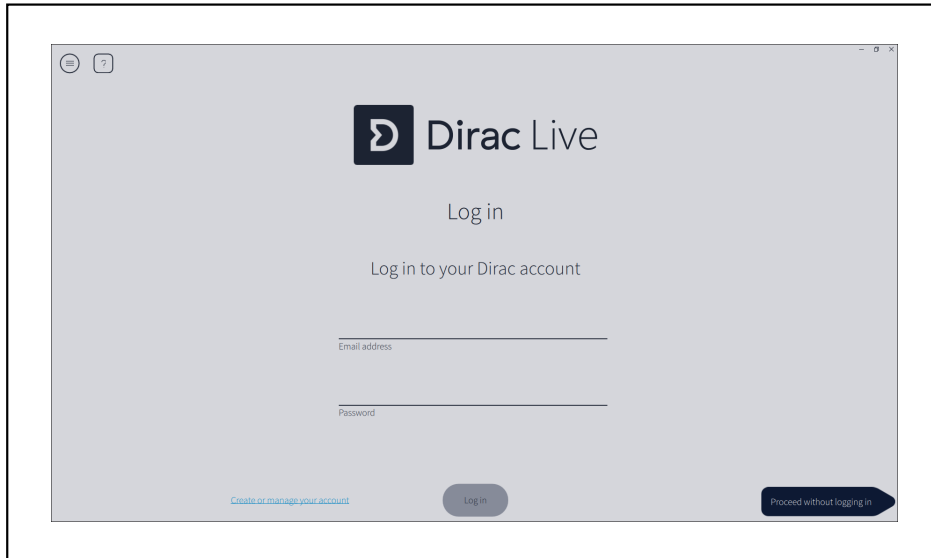 ?
Dirac Live
Log in
Log in to your Dirac account
Email address
Password
Create or manage your account
Log in
Proceed without logging in